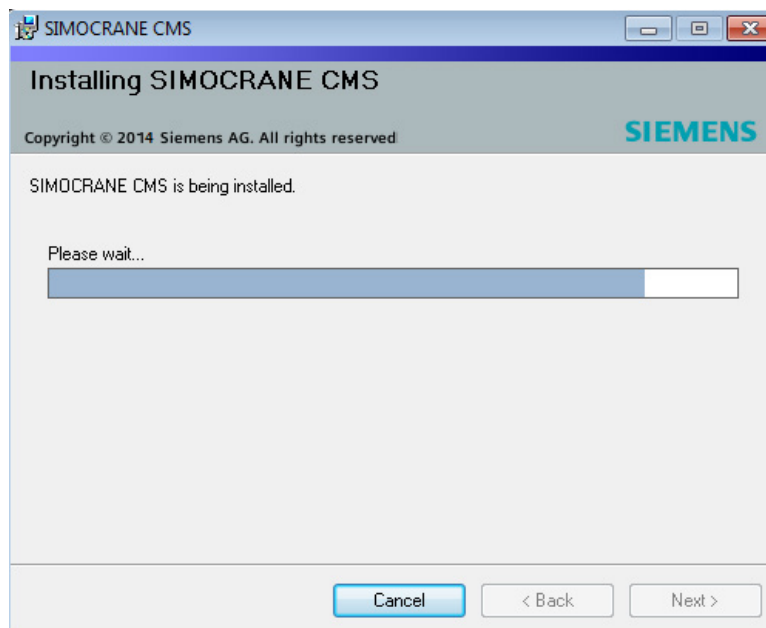 SIMOCRANE CMS
Installing SIMOCRANE CMS
Copyright © 2014 Siemens AG. All rights reserved
SIEMENS
SIMOCRANE CMS is being installed.
Please wait...
Cancel
< Back
Next >